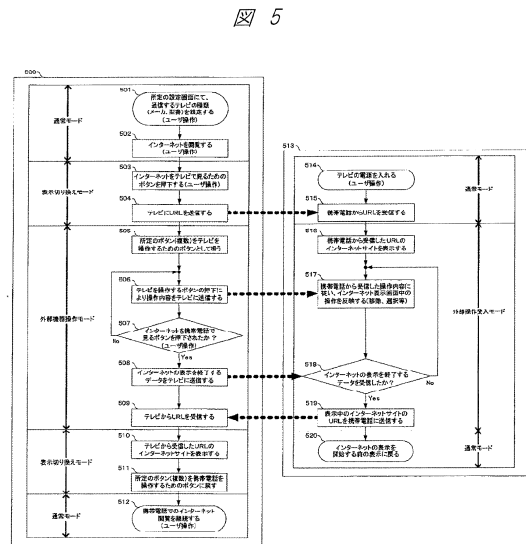 図 5
500
通常モード
501
所定の設定画面にて、
送信するテレビの種類
(メーカ、型番)を設定する
(ユーザ操作)
502
インターネットを閲覧する
(ユーザ操作)
表示切り換えモード
503
インターネットをテレビで見るための
ボタンを押下する(ユーザ操作)
504
テレビにURLを送信する
外部機器操作モード
505
所定のボタン(複数)をテレビを
操作するためのボタンとして扱う
506
テレビを操作するボタンの押下に
より操作内容をテレビに送信する
507
インターネットを携帯電話で
見るボタンを押下されたか?
(ユーザ操作)
No
Yes
508
インターネットの表示を終了する
データをテレビに送信する
509
テレビからURLを受信する
表示切り換えモード
510
テレビから受信したURLの
インターネットサイトを表示する
511
所定のボタン(複数)を携帯電話を
操作するためのボタンに戻す
通常モード
512
携帯電話でのインターネット
閲覧を継続する
(ユーザ操作)
513
514
テレビの電源を入れる
(ユーザ操作)
通常モード
515
携帯電話からURLを受信する
516
携帯電話から受信したURLの
インターネットサイトを表示する
517
携帯電話から受信した操作内容に
従い、インターネット表示画面中の
操作を反映する(移動、選択等)
外部操作受入モード
518
インターネットの表示を終了する
データを受信したか?
No
Yes
519
表示中のインターネットサイトの
URLを携帯電話に送信する
520
インターネットの表示を
開始する前の表示に戻る
通常モード